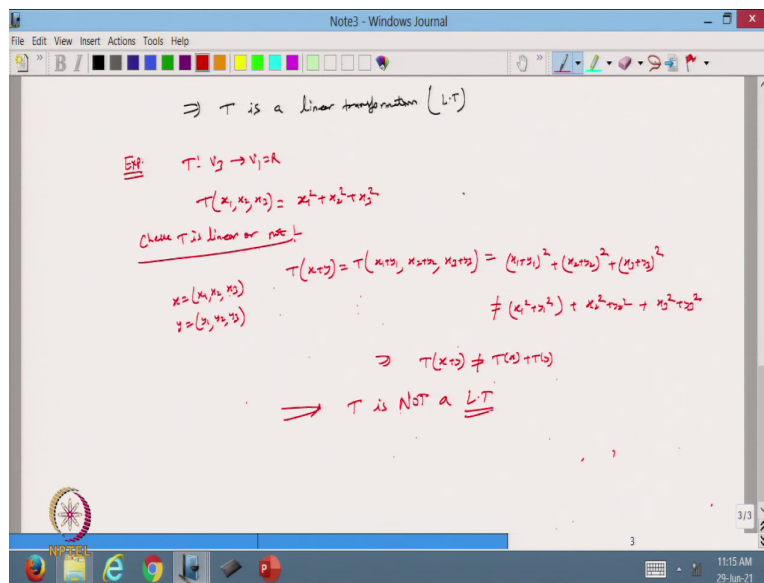 Note3 - Windows Journal
File Edit View Insert Actions Tools Help
B I
⇒ T is a linear transformation (L.T)
Exp: T: V3 → V1=R
T(x1, x2, x3) = x1² + x2² + x3²
Check T is linear or not !
T(x+y) = T(x1+y1, x2+y2, x3+y3) = (x1+y1)² + (x2+y2)² + (x3+y3)²
x = (x1, x2, x3)
y = (y1, y2, y3)
≠ (x1²+y1²) + x2²+y2² + x3²+y3²
⇒ T(x+y) ≠ T(x)+T(y)
⇒ T is NOT a L.T
3/3
3
NPTEL
11:15 AM
29-Jun-21